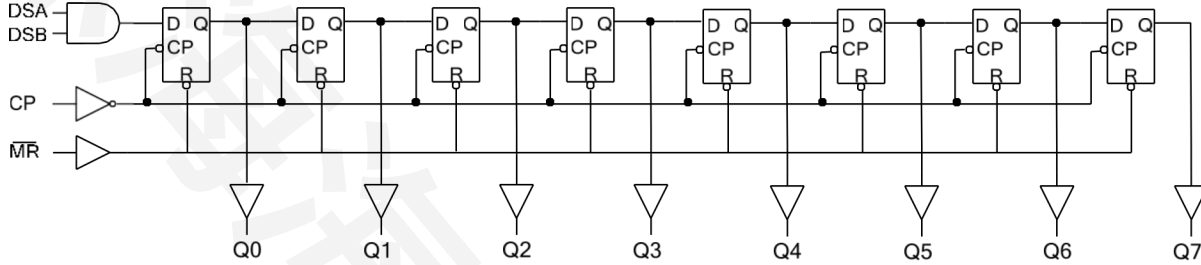 DSA
DSB
D Q D Q D Q D Q D Q D Q D Q D Q
CP CP CP CP CP CP CP CP
R R R R R R R R
CP
M̅R̅
Q0 Q1 Q2 Q3 Q4 Q5 Q6 Q7